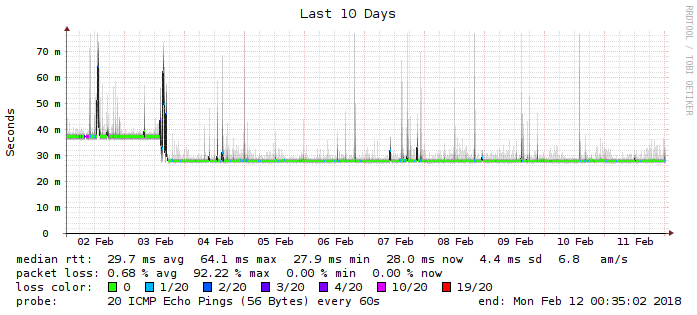 Last 10 Days
RRDTOOL / TOBI OETIKER
Seconds
70 m
60 m
50 m
40 m
30 m
20 m
10 m
0
02 Feb 03 Feb 04 Feb 05 Feb 06 Feb 07 Feb 08 Feb 09 Feb 10 Feb 11 Feb
median rtt: 29.7 ms avg 64.1 ms max 27.9 ms min 28.0 ms now 4.4 ms sd 6.8 am/s
packet loss: 0.68 % avg 92.22 % max 0.00 % min 0.00 % now
loss color: 0 1/20 2/20 3/20 4/20 10/20 19/20
probe: 20 ICMP Echo Pings (56 Bytes) every 60s end: Mon Feb 12 00:35:02 2018